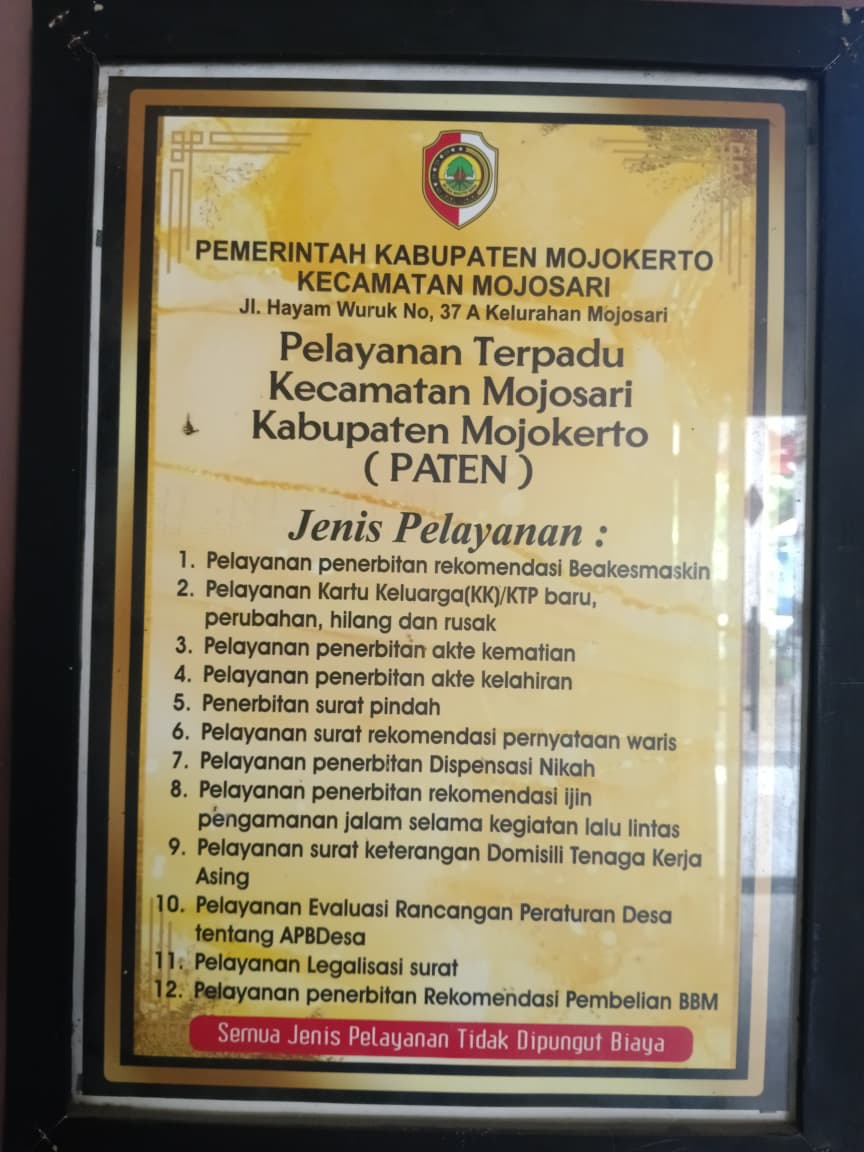 PEMERINTAH KABUPATEN MOJOKERTO
KECAMATAN MOJOSARI
Jl. Hayam Wuruk No, 37 A Kelurahan Mojosari
Pelayanan Terpadu
Kecamatan Mojosari
Kabupaten Mojokerto
( PATEN )
Jenis Pelayanan :
1. Pelayanan penerbitan rekomendasi Beakesmaskin
2. Pelayanan Kartu Keluarga(KK)/KTP baru,
perubahan, hilang dan rusak
3. Pelayanan penerbitan akte kematian
4. Pelayanan penerbitan akte kelahiran
5. Penerbitan surat pindah
6. Pelayanan surat rekomendasi pernyataan waris
7. Pelayanan penerbitan Dispensasi Nikah
8. Pelayanan penerbitan rekomendasi ijin
pengamanan jalam selama kegiatan lalu lintas
9. Pelayanan surat keterangan Domisili Tenaga Kerja
Asing
10. Pelayanan Evaluasi Rancangan Peraturan Desa
tentang APBDesa
11. Pelayanan Legalisasi surat
12. Pelayanan penerbitan Rekomendasi Pembelian BBM
Semua Jenis Pelayanan Tidak Dipungut Biaya